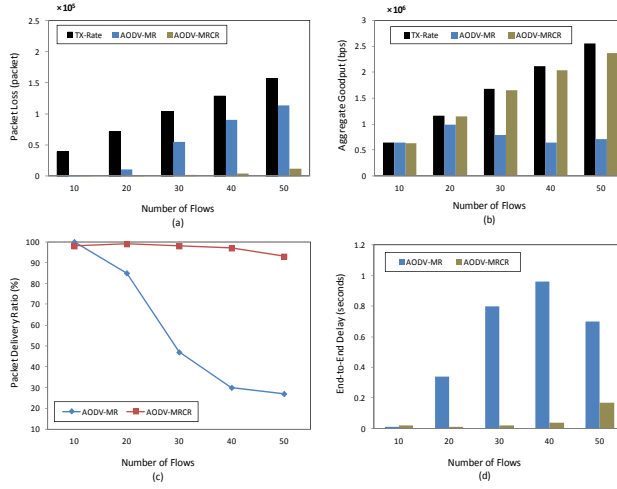 × 10⁵
2.5
2
1.5
1
0.5
0
Packet Loss (packet)
TX-Rate AODV-MR AODV-MRCR
10 20 30 40 50
Number of Flows
(a)
× 10⁶
3
2.5
2
1.5
1
0.5
0
Aggregate Goodput (bps)
TX-Rate AODV-MR AODV-MRCR
10 20 30 40 50
Number of Flows
(b)
100
90
80
70
60
50
40
30
20
10
Packet Delivery Ratio (%)
AODV-MR AODV-MRCR
10 20 30 40 50
Number of Flows
(c)
1.2
1
0.8
0.6
0.4
0.2
0
End-to-End Delay (seconds)
AODV-MR AODV-MRCR
10 20 30 40 50
Number of Flows
(d)